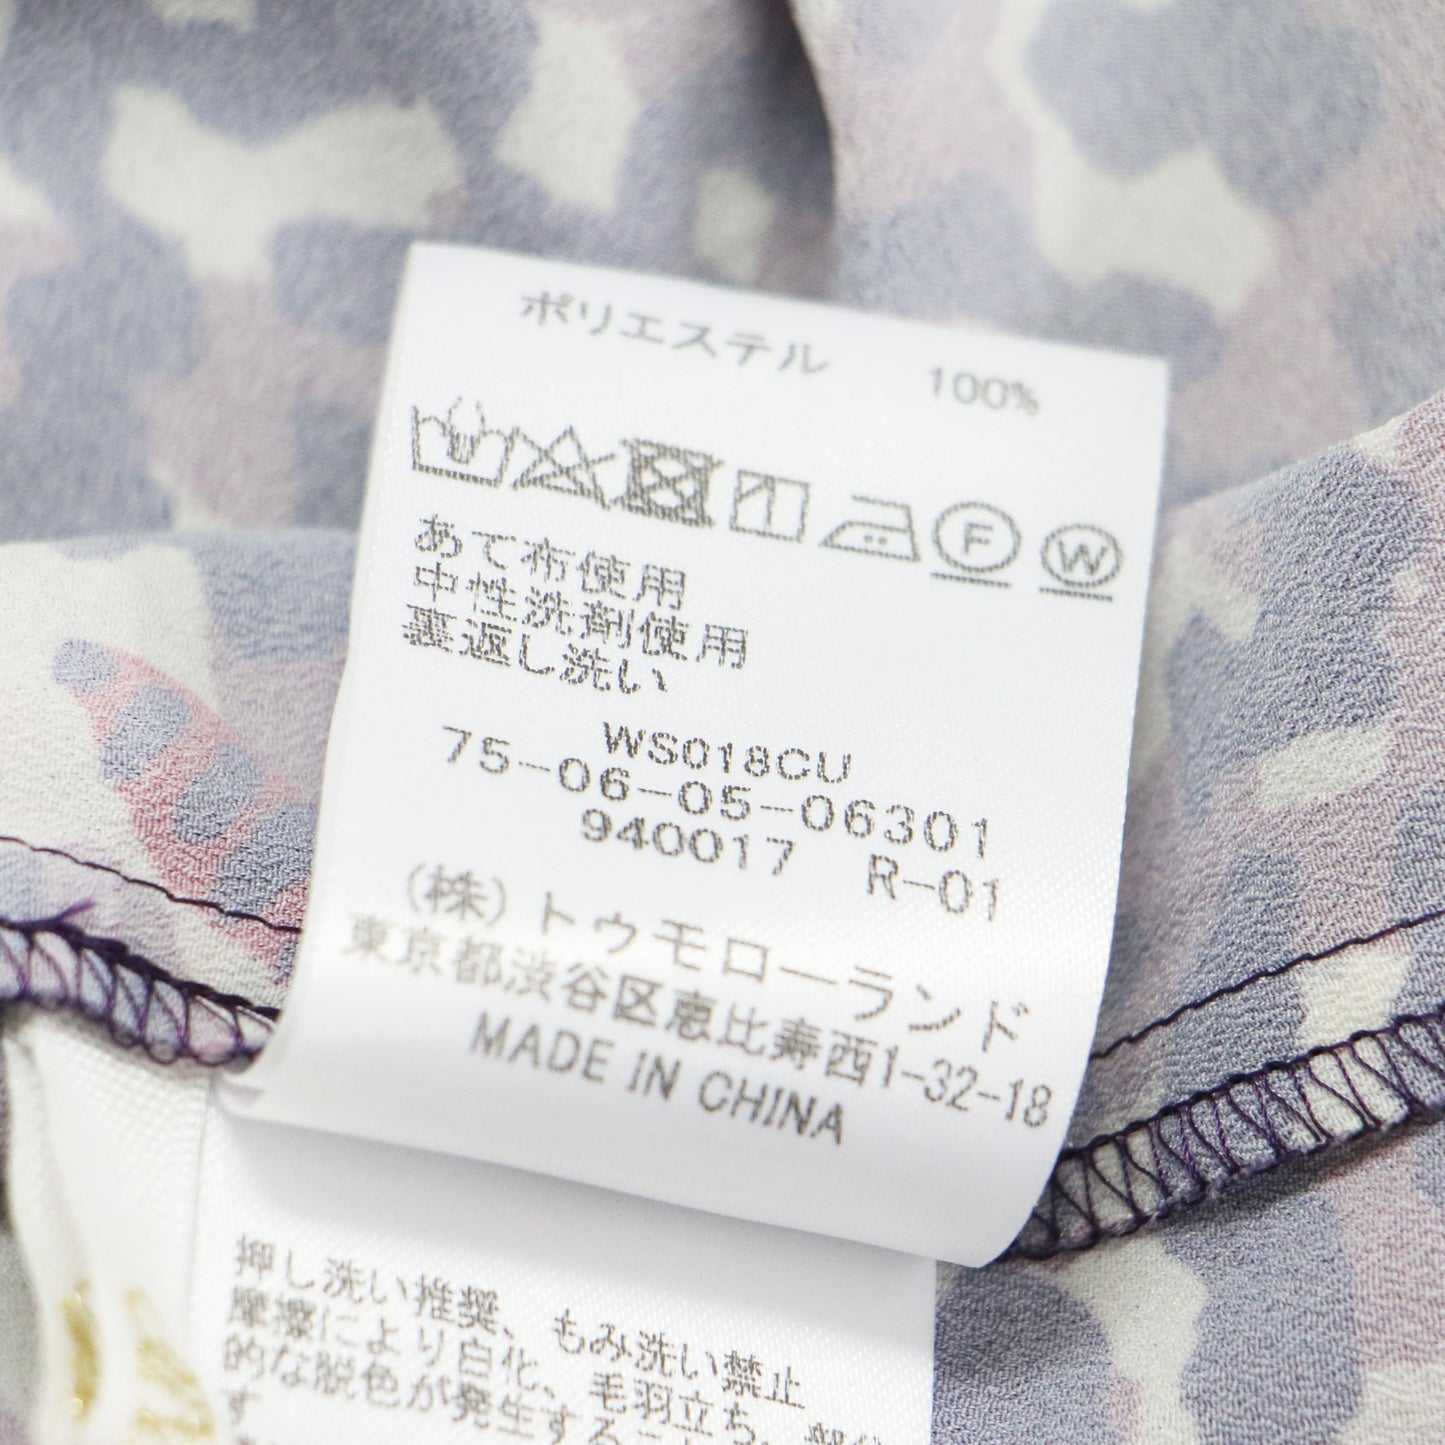 ポリエステル 100%
F W
あて布使用
中性洗剤使用
裏返し洗い
WS018CU
75-06-05-06301
940017 R-01
(株)トゥモローランド
東京都渋谷区恵比寿西1-32-18
MADE IN CHINA
押し洗い推奨、もみ洗い禁止
摩擦により白化、毛羽立ち、部分
的な脱色が発生する
す